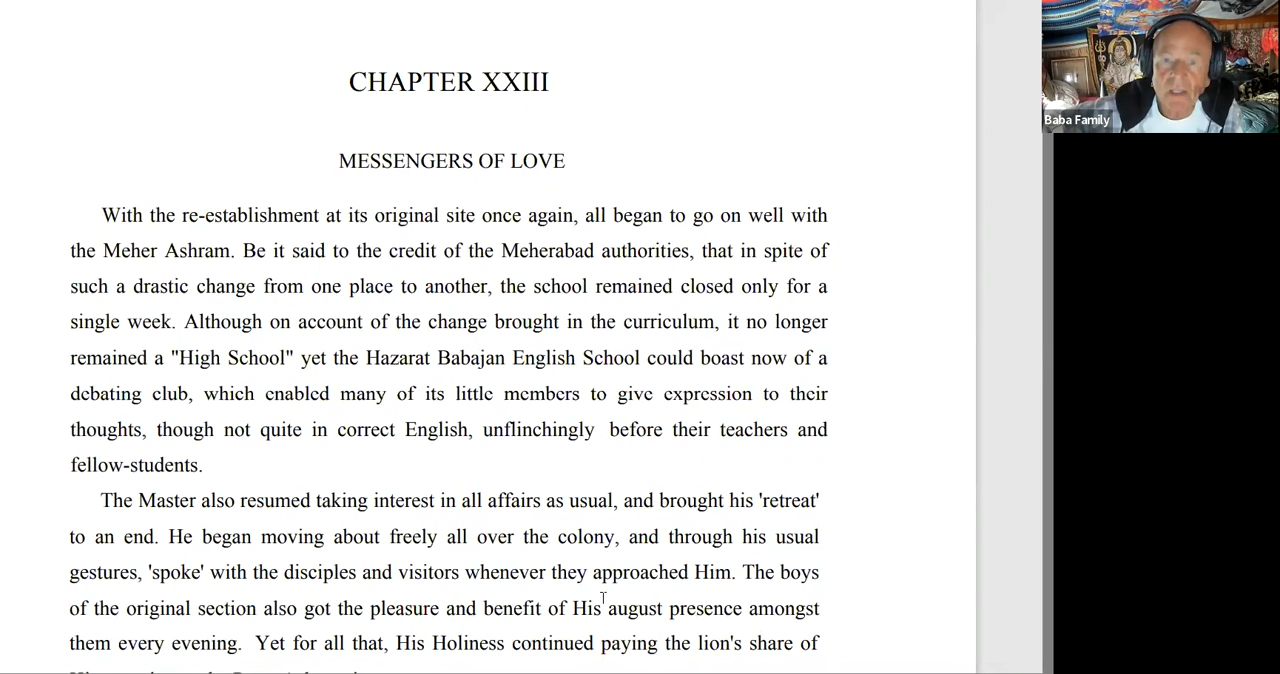 CHAPTER XXIII
MESSENGERS OF LOVE
With the re-establishment at its original site once again, all began to go on well with
the Meher Ashram. Be it said to the credit of the Meherabad authorities, that in spite of
such a drastic change from one place to another, the school remained closed only for a
single week. Although on account of the change brought in the curriculum, it no longer
remained a "High School" yet the Hazarat Babajan English School could boast now of a
debating club, which enabled many of its little members to give expression to their
thoughts, though not quite in correct English, unflinchingly before their teachers and
fellow-students.
The Master also resumed taking interest in all affairs as usual, and brought his 'retreat'
to an end. He began moving about freely all over the colony, and through his usual
gestures, 'spoke' with the disciples and visitors whenever they approached Him. The boys
of the original section also got the pleasure and benefit of His august presence amongst
them every evening. Yet for all that, His Holiness continued paying the lion's share of
Baba Family